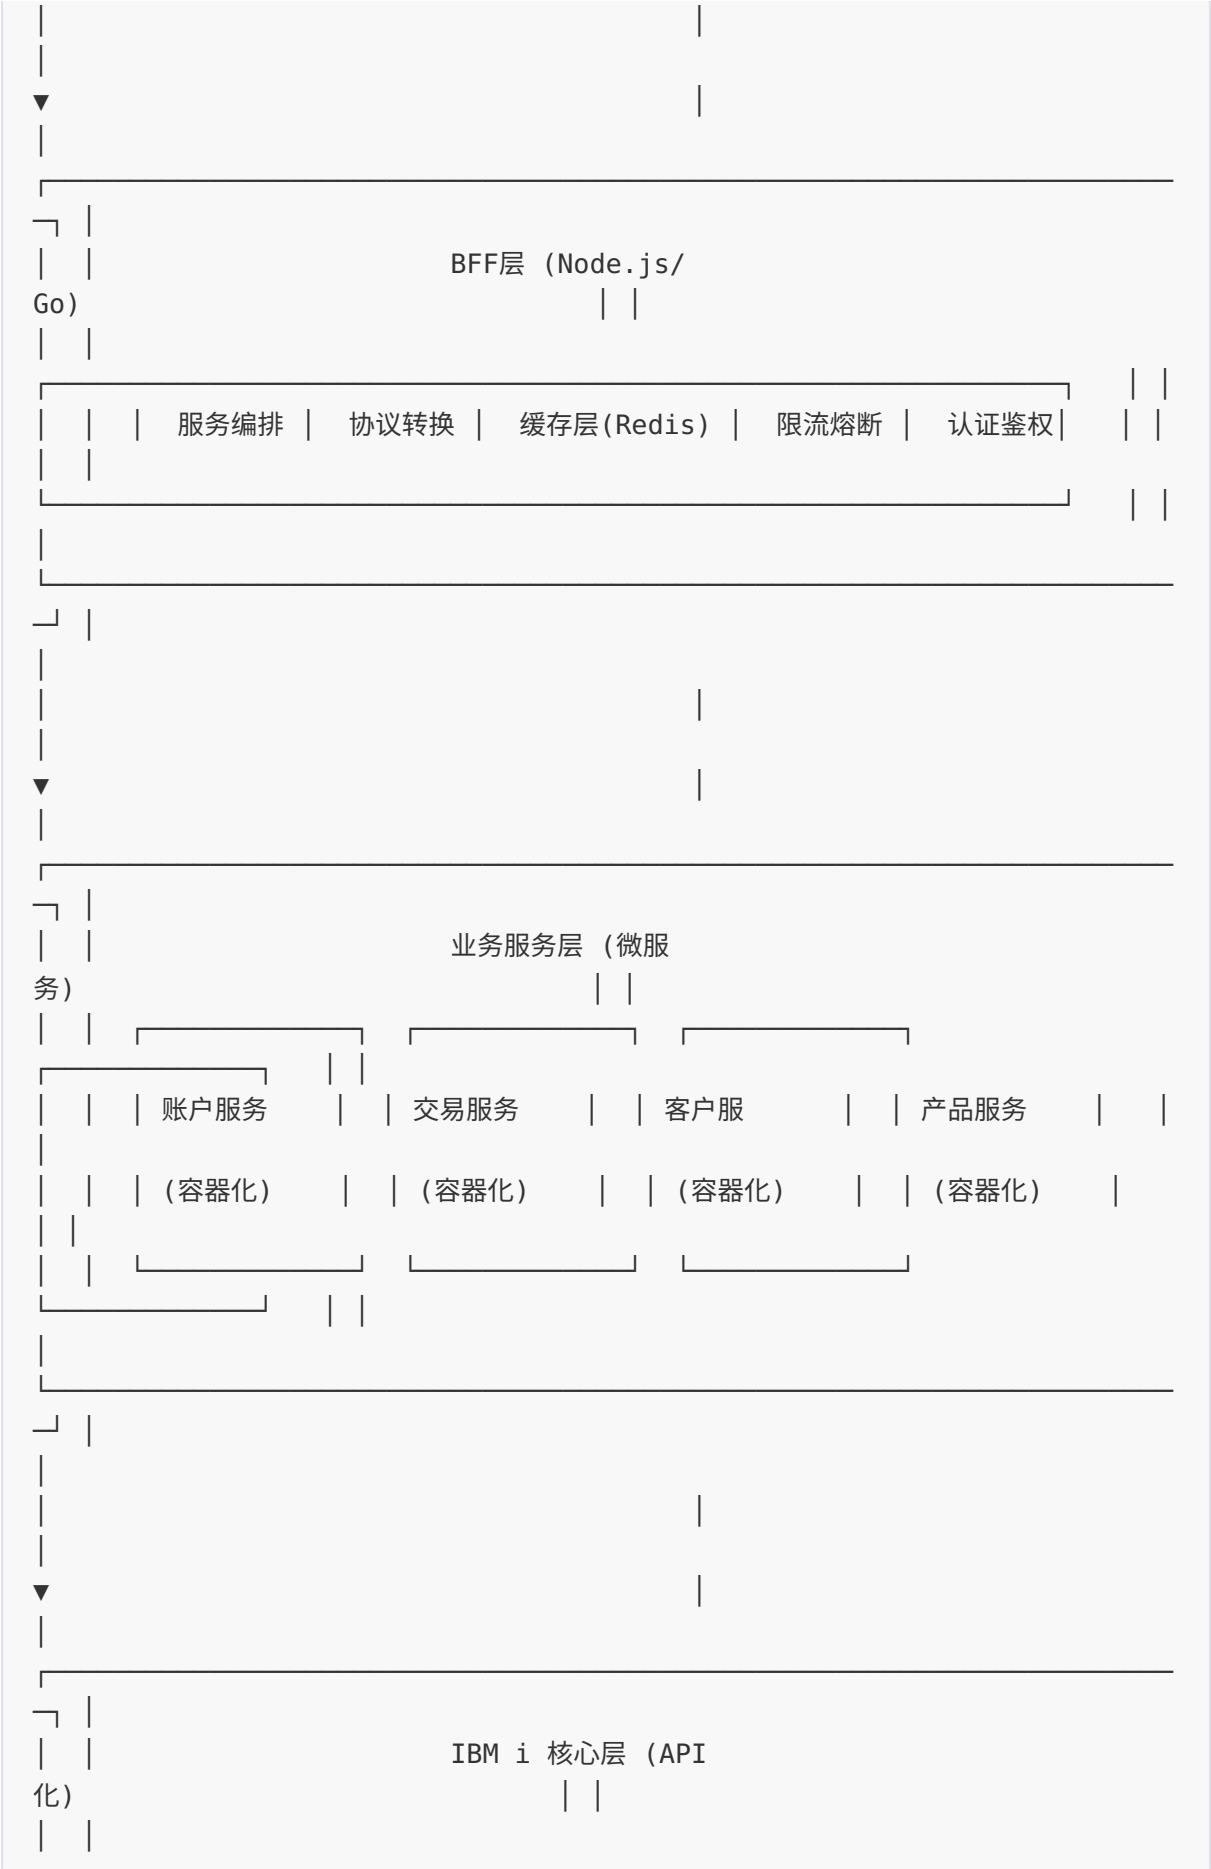 BFF层 (Node.js/
Go)
服务编排 │ 协议转换 │ 缓存层(Redis) │ 限流熔断 │ 认证鉴权│
业务服务层 (微服
务)
│ 账户服务 │ │ 交易服务 │ │ 客户服 │ │ 产品服务 │
│ (容器化) │ │ (容器化) │ │ (容器化) │ │ (容器化) │
IBM i 核心层 (API
化)